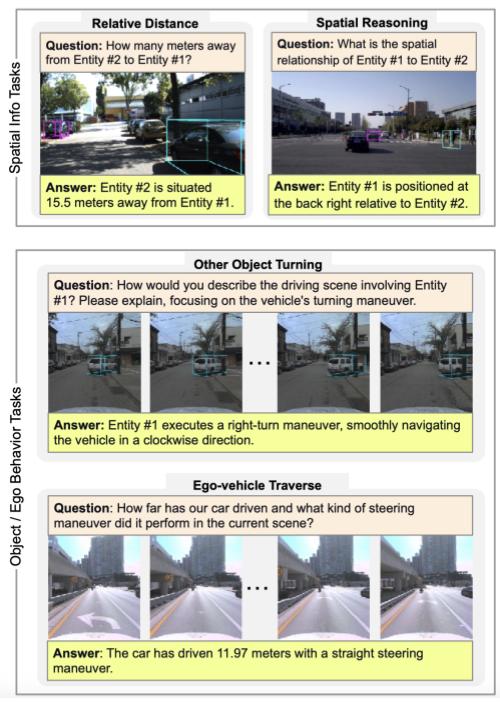 Spatial Info Tasks
Relative Distance
Question: How many meters away
from Entity #2 to Entity #1?
Answer: Entity #2 is situated
15.5 meters away from Entity #1.
Spatial Reasoning
Question: What is the spatial
relationship of Entity #1 to Entity #2
Answer: Entity #1 is positioned at
the back right relative to Entity #2.
Object / Ego Behavior Tasks
Other Object Turning
Question: How would you describe the driving scene involving Entity
#1? Please explain, focusing on the vehicle's turning maneuver.
...
Answer: Entity #1 executes a right-turn maneuver, smoothly navigating
the vehicle in a clockwise direction.
Ego-vehicle Traverse
Question: How far has our car driven and what kind of steering
maneuver did it perform in the current scene?
...
Answer: The car has driven 11.97 meters with a straight steering
maneuver.